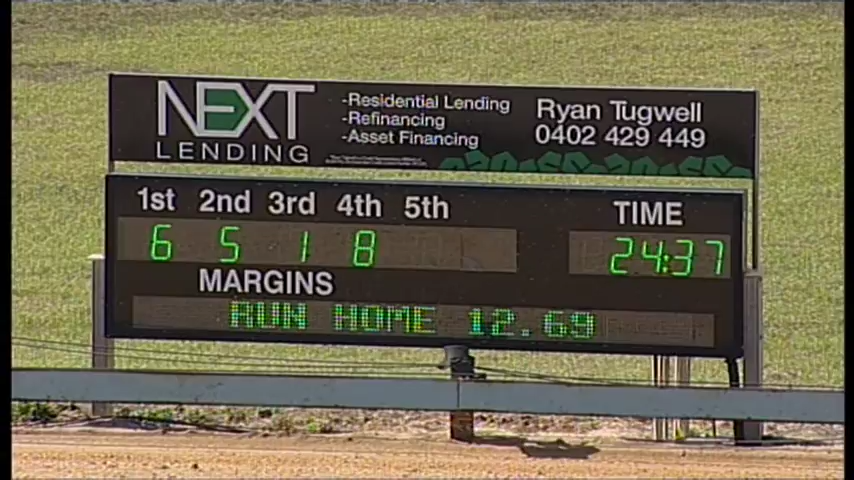 NEXT
LENDING
-Residential Lending
-Refinancing
-Asset Financing
Ryan Tugwell
0402 429 449
1st 2nd 3rd 4th 5th TIME
6 5 1 8 24:37
MARGINS
RUN HOME 12.69